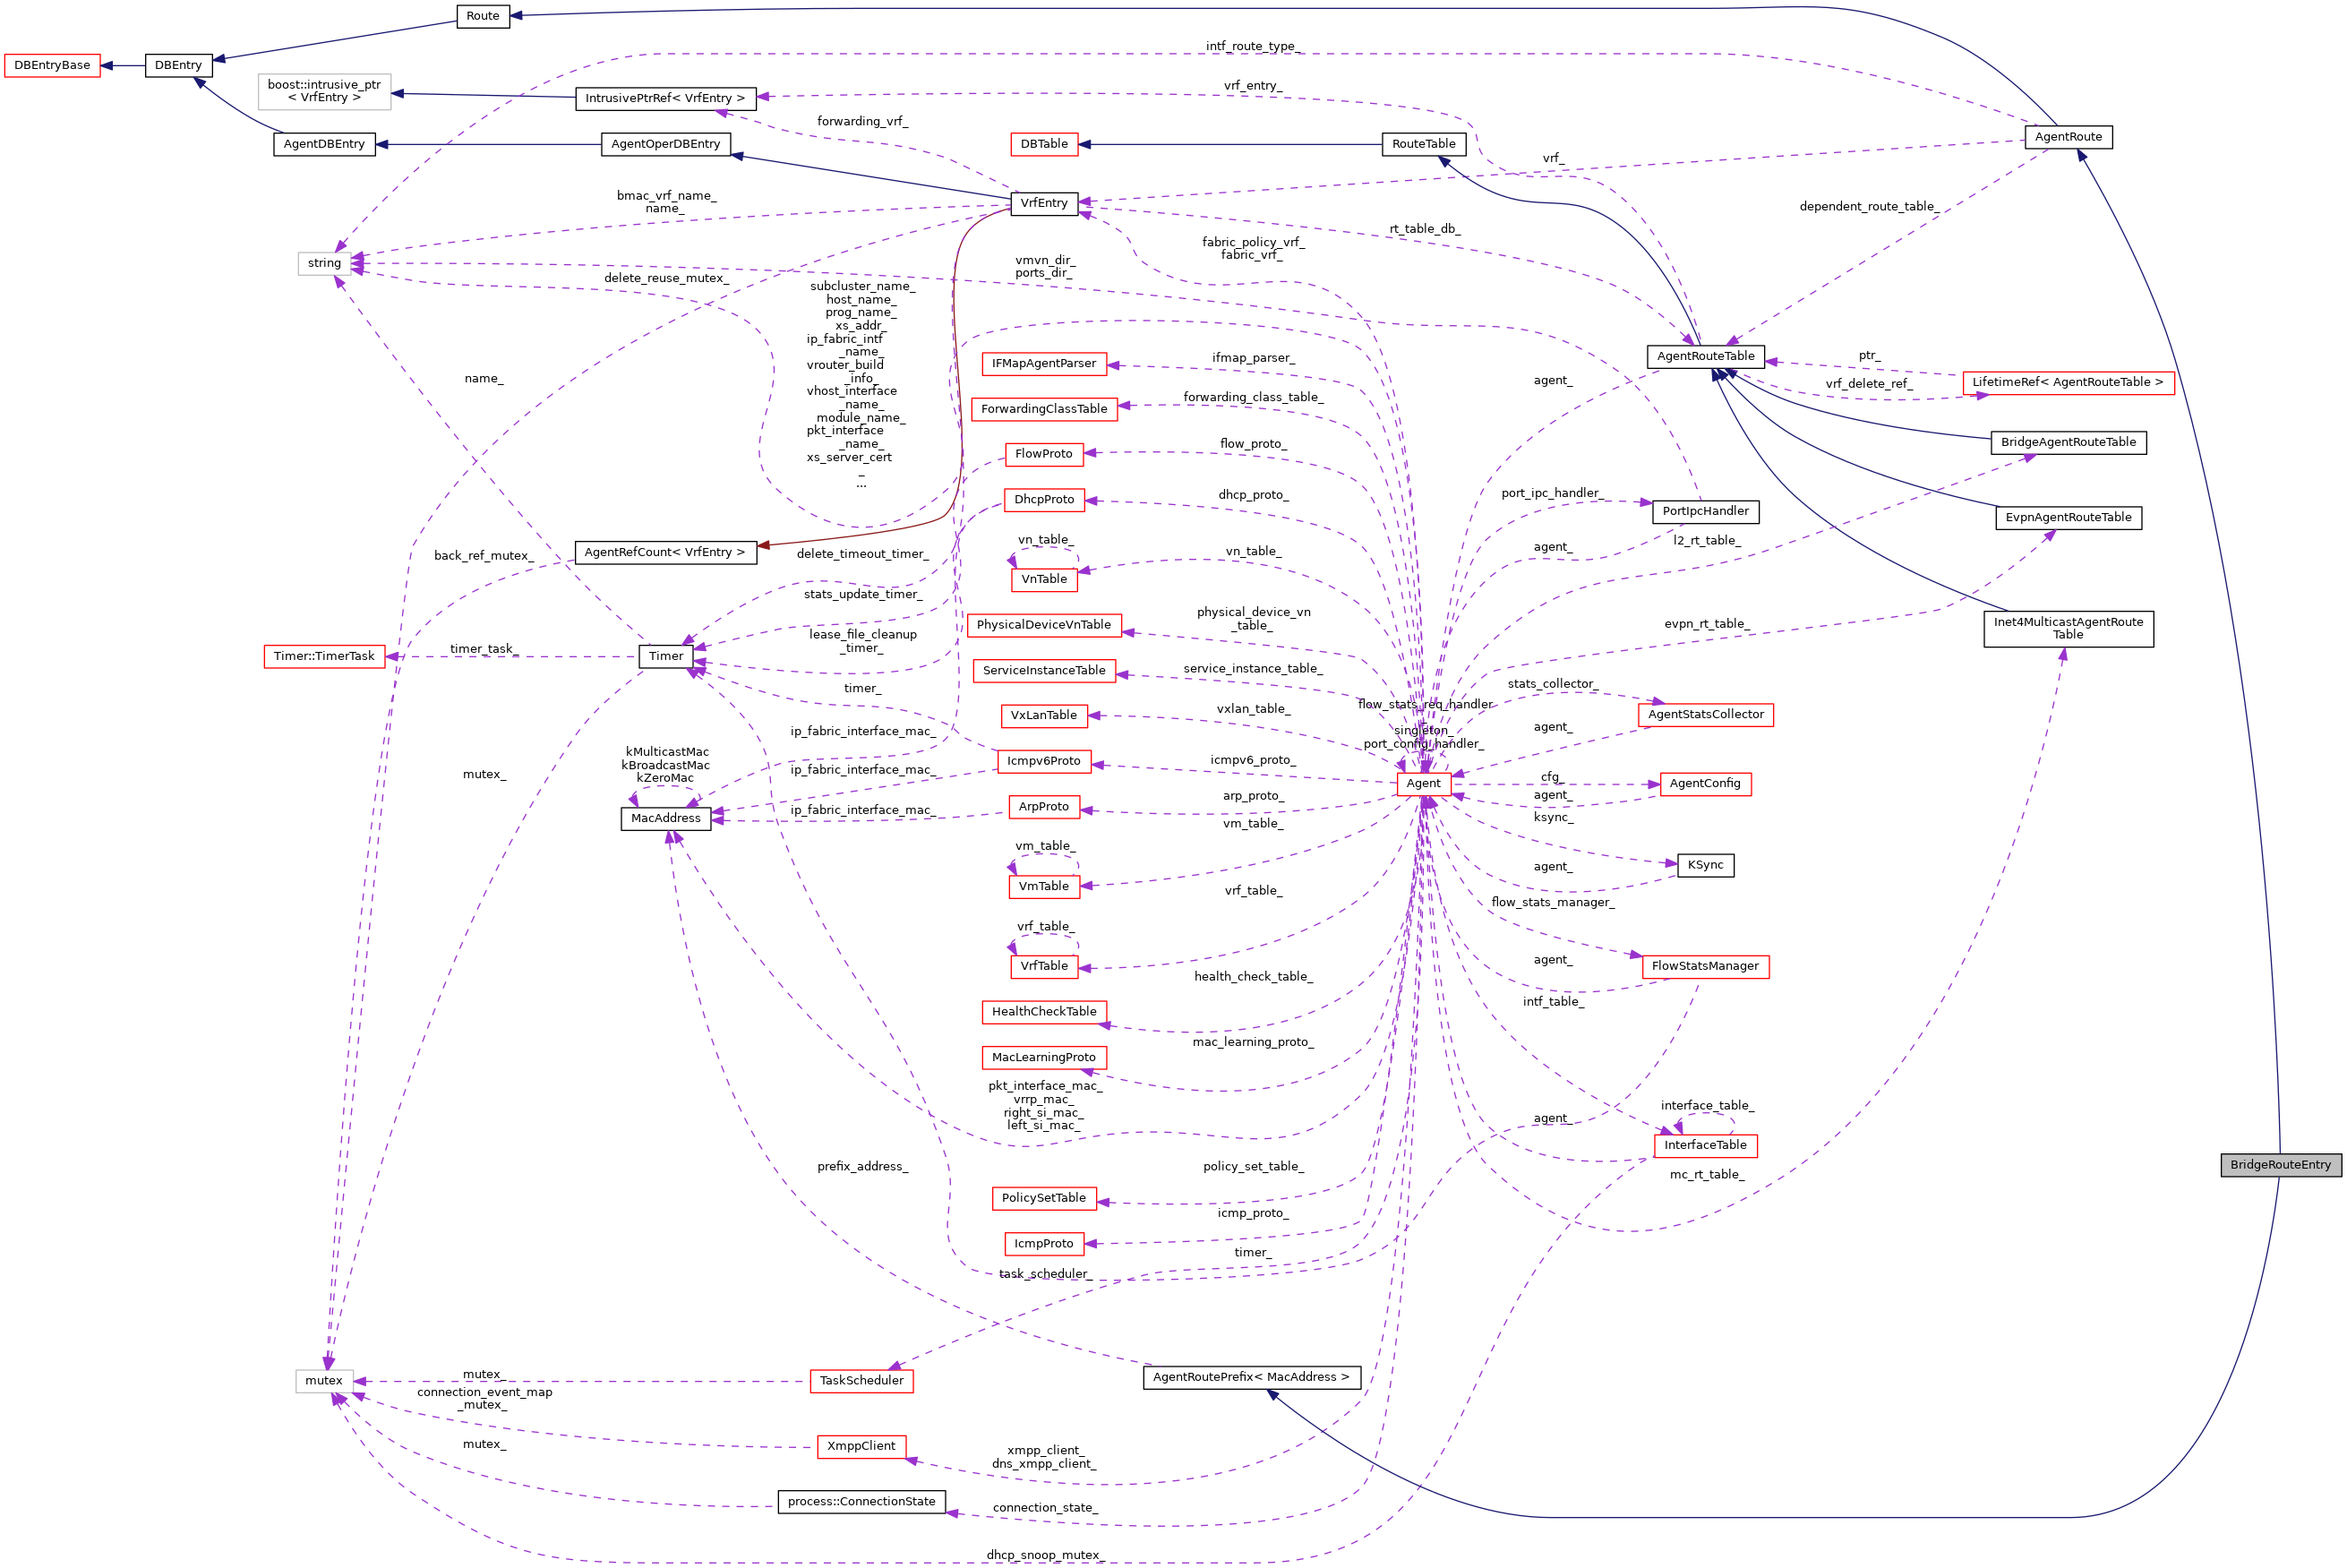 Route
intf_route_type_
DBEntryBase
DBEntry
boost::intrusive_ptr
< VrfEntry >
IntrusivePtrRef< VrfEntry >
vrf_entry_
forwarding_vrf_
AgentRoute
AgentDBEntry
AgentOperDBEntry
DBTable
RouteTable
vrf_
bmac_vrf_name_
name_
VrfEntry
dependent_route_table_
rt_table_db_
fabric_policy_vrf_
fabric_vrf_
string
vmvn_dir_
ports_dir_
delete_reuse_mutex_
subcluster_name_
host_name_
prog_name_
xs_addr_
ip_fabric_intf
_name_
vrouter_build
_info_
vhost_interface
_name_
_module_name_
pkt_interface
_name_
xs_server_cert
_
...
IFMapAgentParser
ifmap_parser_
AgentRouteTable
ptr_
LifetimeRef< AgentRouteTable >
vrf_delete_ref_
name_
agent_
ForwardingClassTable
forwarding_class_table_
FlowProto
flow_proto_
BridgeAgentRouteTable
DhcpProto
dhcp_proto_
port_ipc_handler_
PortIpcHandler
EvpnAgentRouteTable
AgentRefCount< VrfEntry >
back_ref_mutex_
delete_timeout_timer_
vn_table_
VnTable
vn_table_
agent_
l2_rt_table_
stats_update_timer_
PhysicalDeviceVnTable
physical_device_vn
_table_
evpn_rt_table_
Inet4MulticastAgentRoute
Table
lease_file_cleanup
_timer_
Timer::TimerTask
timer_task_
Timer
ServiceInstanceTable
service_instance_table_
stats_collector_
timer_
VxLanTable
vxlan_table_
flow_stats_req_handler
_
singleton_
port_config_handler_
AgentStatsCollector
agent_
ip_fabric_interface_mac_
kMulticastMac
kBroadcastMac
kZeroMac
mutex_
ip_fabric_interface_mac_
Icmpv6Proto
icmpv6_proto_
Agent
cfg_
AgentConfig
agent_
MacAddress
ip_fabric_interface_mac_
ArpProto
arp_proto_
ksync_
vm_table_
vm_table_
VmTable
KSync
agent_
vrf_table_
flow_stats_manager_
vrf_table_
VrfTable
agent_
FlowStatsManager
health_check_table_
HealthCheckTable
intf_table_
mac_learning_proto_
MacLearningProto
pkt_interface_mac_
vrrp_mac_
right_si_mac_
left_si_mac_
interface_table_
InterfaceTable
agent_
prefix_address_
policy_set_table_
PolicySetTable
mc_rt_table_
BridgeRouteEntry
icmp_proto_
IcmpProto
timer_
task_scheduler_
mutex
mutex_
TaskScheduler
AgentRoutePrefix< MacAddress >
connection_event_map
_mutex_
mutex_
XmppClient
xmpp_client_
dns_xmpp_client_
process::ConnectionState
connection_state_
dhcp_snoop_mutex_